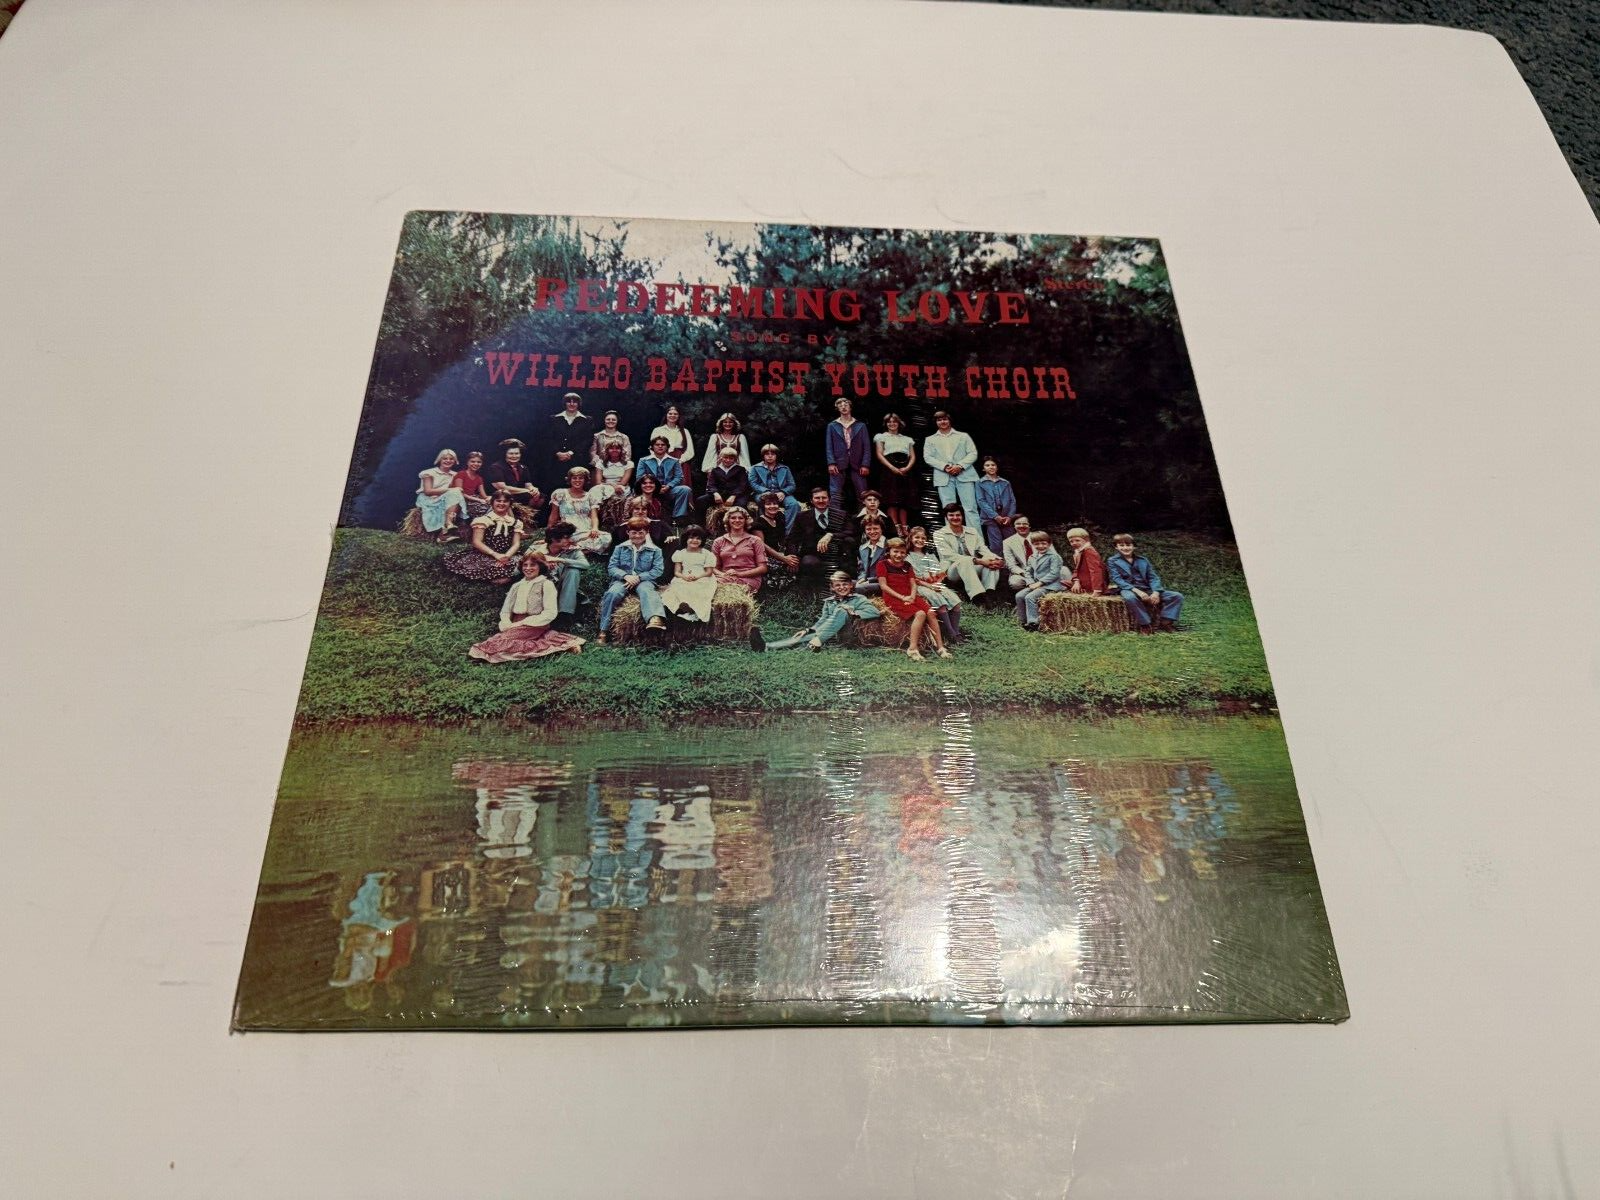 REDEEMING LOVE
Stereo
SUNG BY
WILLEO BAPTIST YOUTH CHOIR